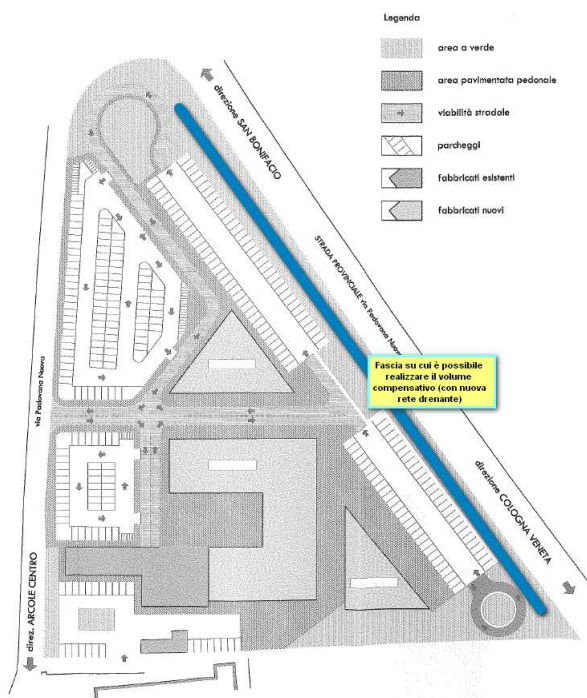 Legenda
area a verde
area pavimentata pedonale
viabilità stradale
parcheggi
fabbricati esistenti
fabbricati nuovi
direzione SAN BONIFACIO
STRADA PROVINCIALE via Padovana Nuova
Fascia su cui è possibile
realizzare il volume
compensativo (con nuova
rete drenante)
via Padovana Nuova
direzione COLOGNA VENETA
direz. ARCOLE CENTRO